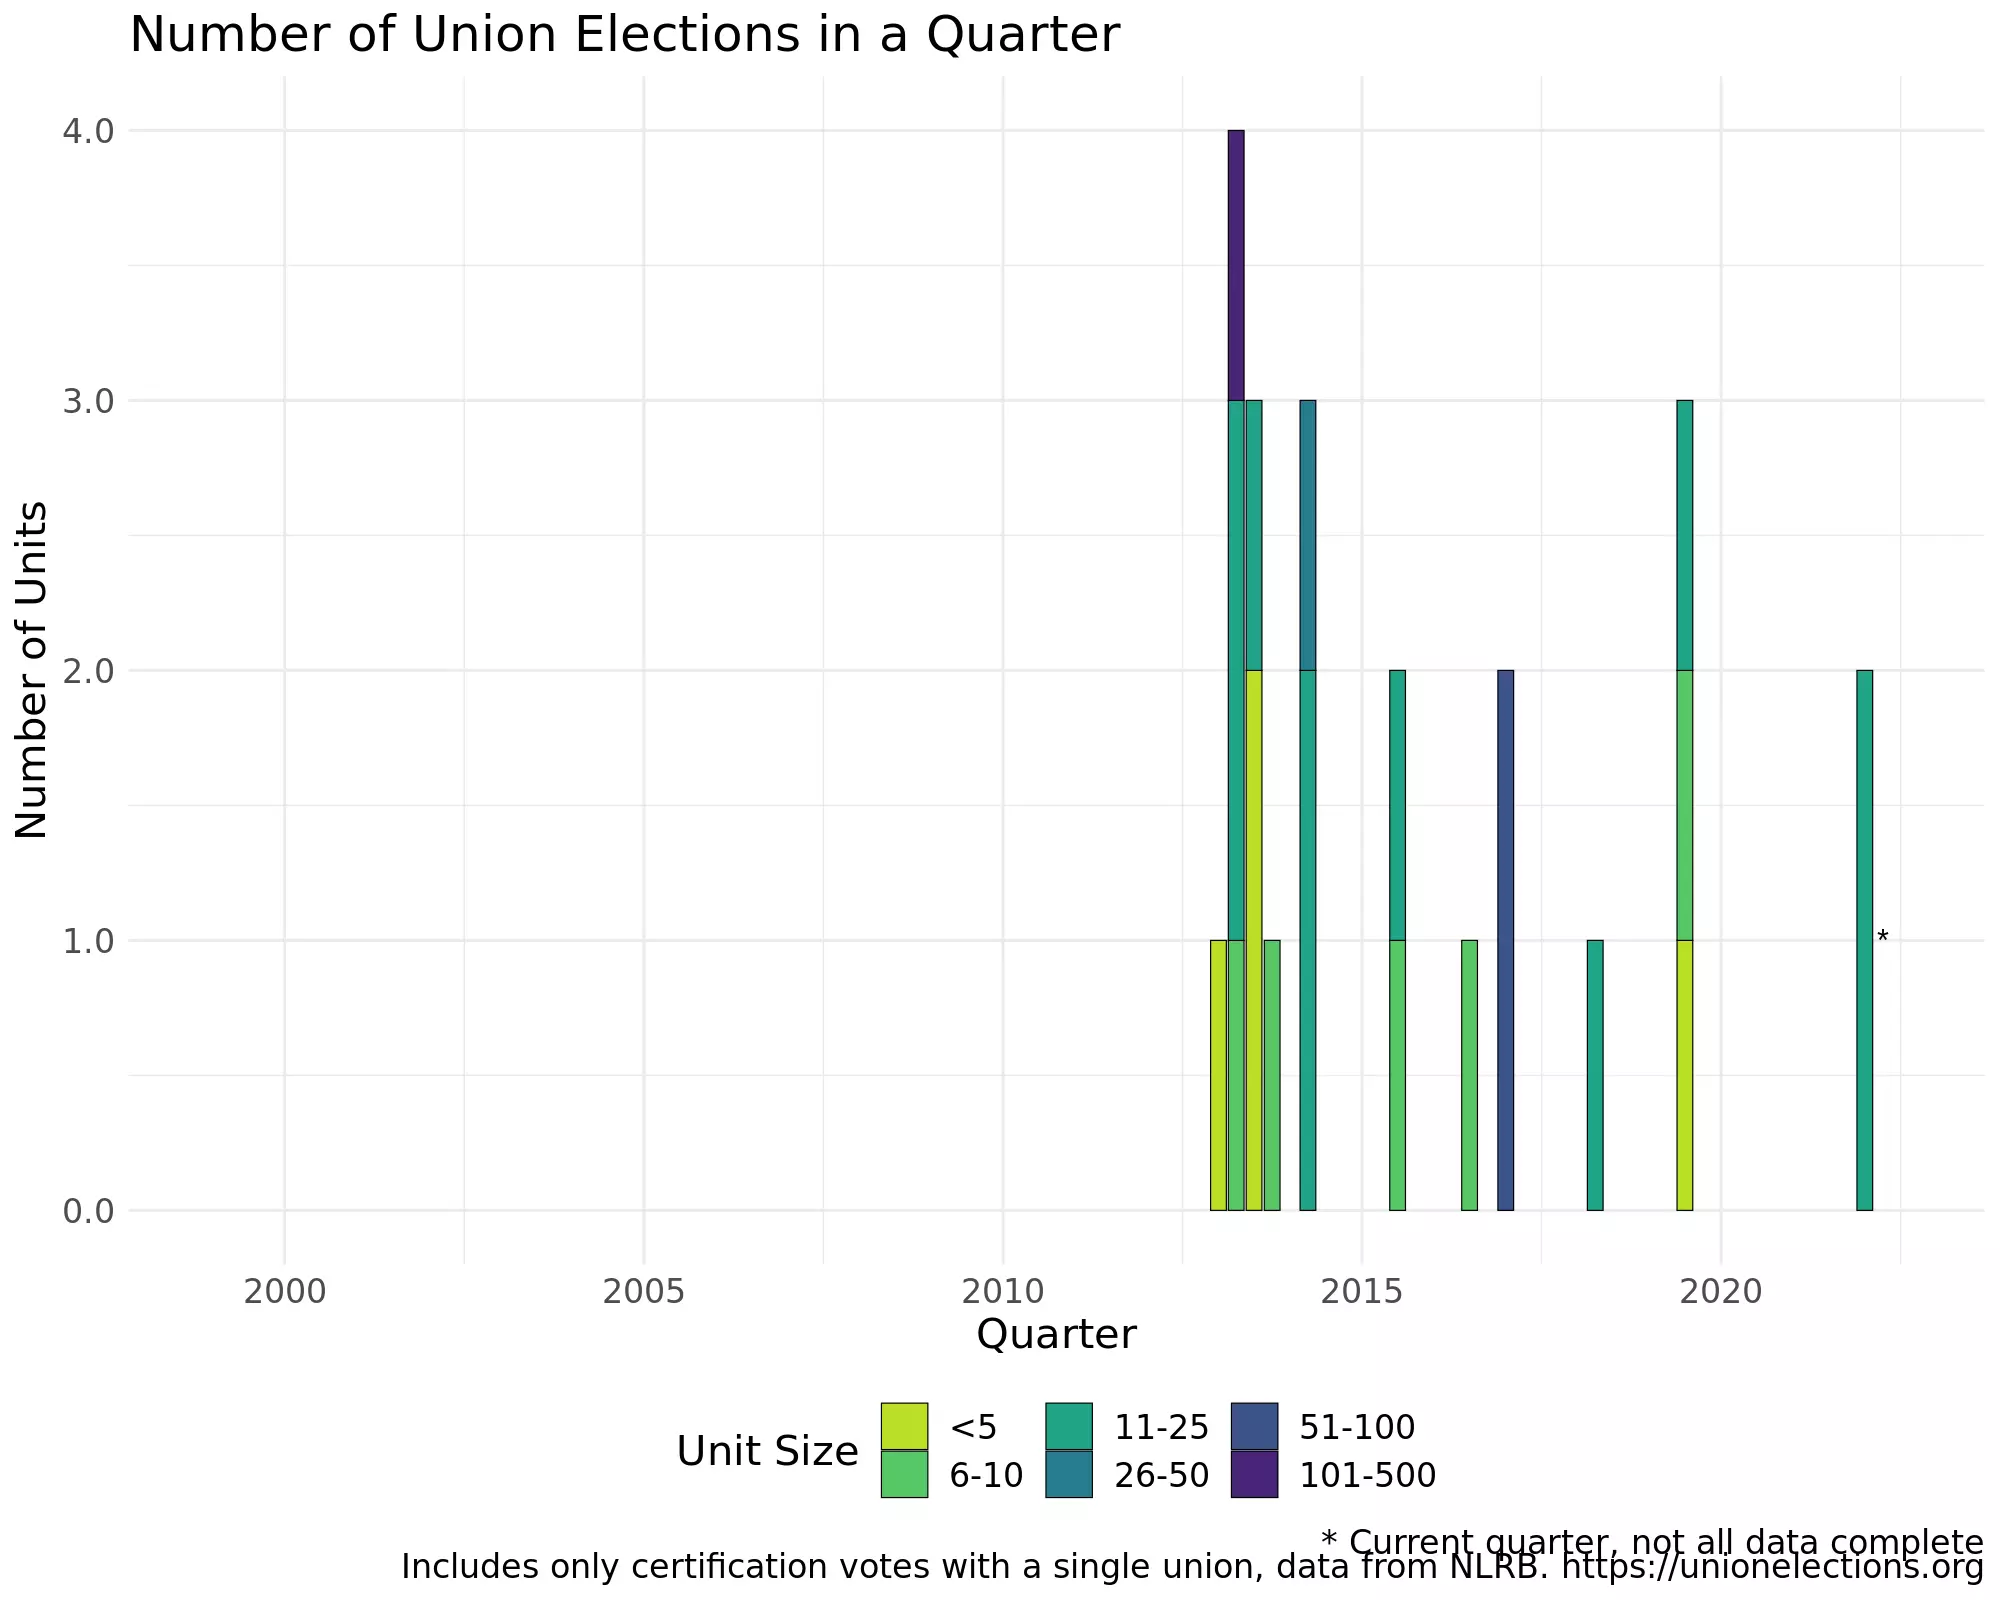 Number of Union Elections in a Quarter
4.0
3.0
2.0
1.0
0.0
Number of Units
*
2000 2005 2010 2015 2020
Quarter
Unit Size
<5 11-25 51-100
6-10 26-50 101-500
* Current quarter, not all data complete
Includes only certification votes with a single union, data from NLRB. https://unionelections.org